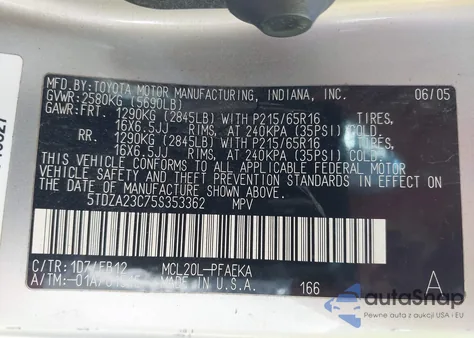 MFD.BY:TOYOTA MOTOR MANUFACTURING, INDIANA, INC. 06/05
GVWR: 2580KG (5690LB)
GAWR:FRT. 1290KG (2845LB) WITH P215/65R16 TIRES,
16X6.5JJ RIMS, AT 240KPA (35PSI) COLD.
RR. 1290KG (2845LB) WITH P215/65R16 TIRES,
16X6.5JJ RIMS, AT 240KPA (35PSI) COLD.
THIS VEHICLE CONFORMS TO ALL APPLICABLE FEDERAL MOTOR
VEHICLE SAFETY AND THEFT PREVENTION STANDARDS IN EFFECT ON
THE DATE OF MANUFACTURE SHOWN ABOVE.
5TDZA23C75S353362 MPV
C/TR: 1D7/FB12 MCL20L-PFAEKA A
A/TM: MADE IN U.S.A. 166
autoSnap
Pewne auta z USA i EU